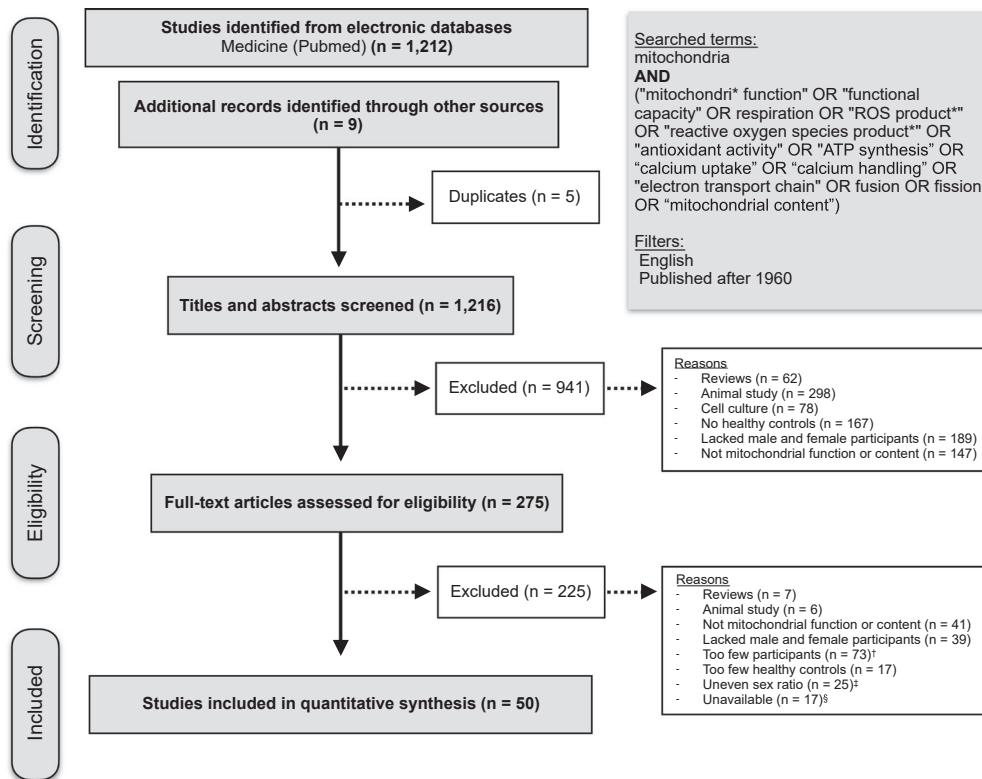 Identification
Studies identified from electronic databases
Medicine (Pubmed) (n = 1,212)
Additional records identified through other sources
(n = 9)
Duplicates (n = 5)
Searched terms:
mitochondria
AND
("mitochondri* function" OR "functional
capacity" OR respiration OR "ROS product*"
OR "reactive oxygen species product*" OR
"antioxidant activity" OR "ATP synthesis” OR
“calcium uptake” OR “calcium handling” OR
"electron transport chain" OR fusion OR fission
OR “mitochondrial content”)
Filters:
English
Published after 1960
Screening
Titles and abstracts screened (n = 1,216)
Excluded (n = 941)
Reasons
- Reviews (n = 62)
- Animal study (n = 298)
- Cell culture (n = 78)
- No healthy controls (n = 167)
- Lacked male and female participants (n = 189)
- Not mitochondrial function or content (n = 147)
Eligibility
Full-text articles assessed for eligibility (n = 275)
Excluded (n = 225)
Reasons
- Reviews (n = 7)
- Animal study (n = 6)
- Not mitochondrial function or content (n = 41)
- Lacked male and female participants (n = 39)
- Too few participants (n = 73)†
- Too few healthy controls (n = 17)
- Uneven sex ratio (n = 25)‡
- Unavailable (n = 17)§
Included
Studies included in quantitative synthesis (n = 50)